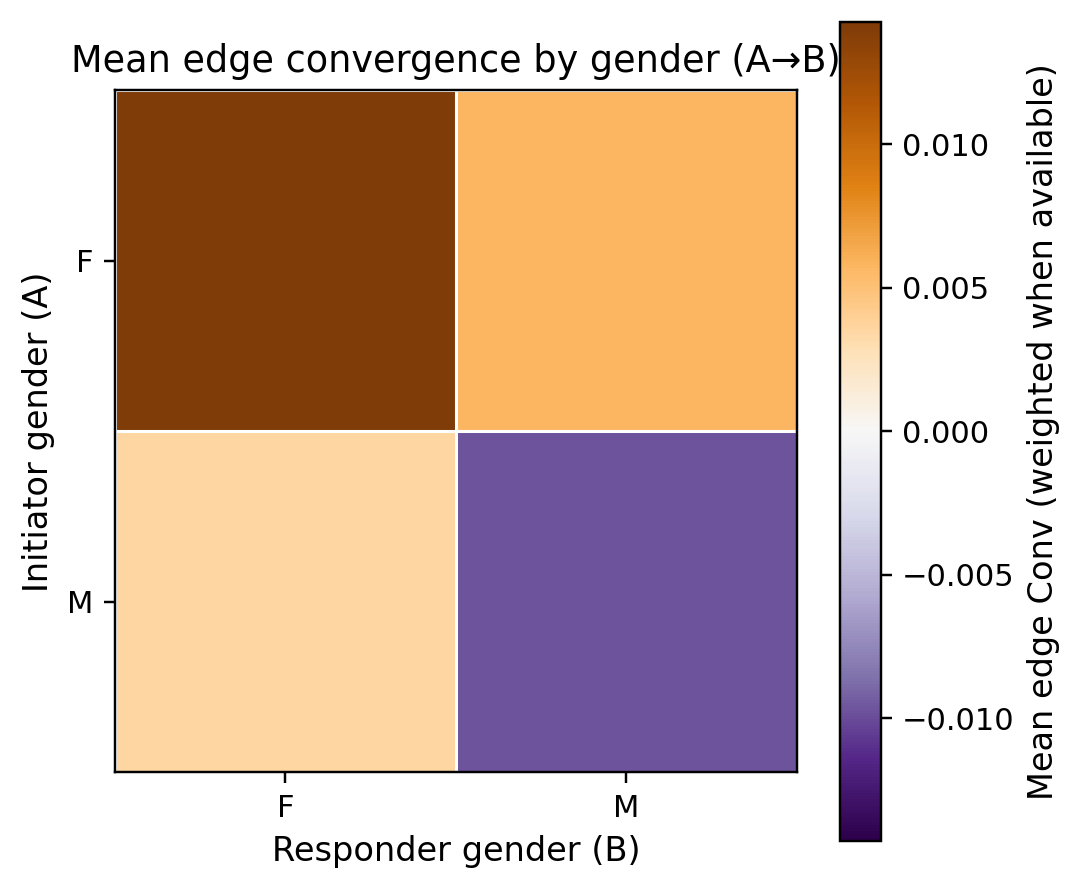 Mean edge convergence by gender (A→B)
Initiator gender (A)
F
M
F
M
Responder gender (B)
0.010
0.005
0.000
−0.005
−0.010
Mean edge Conv (weighted when available)